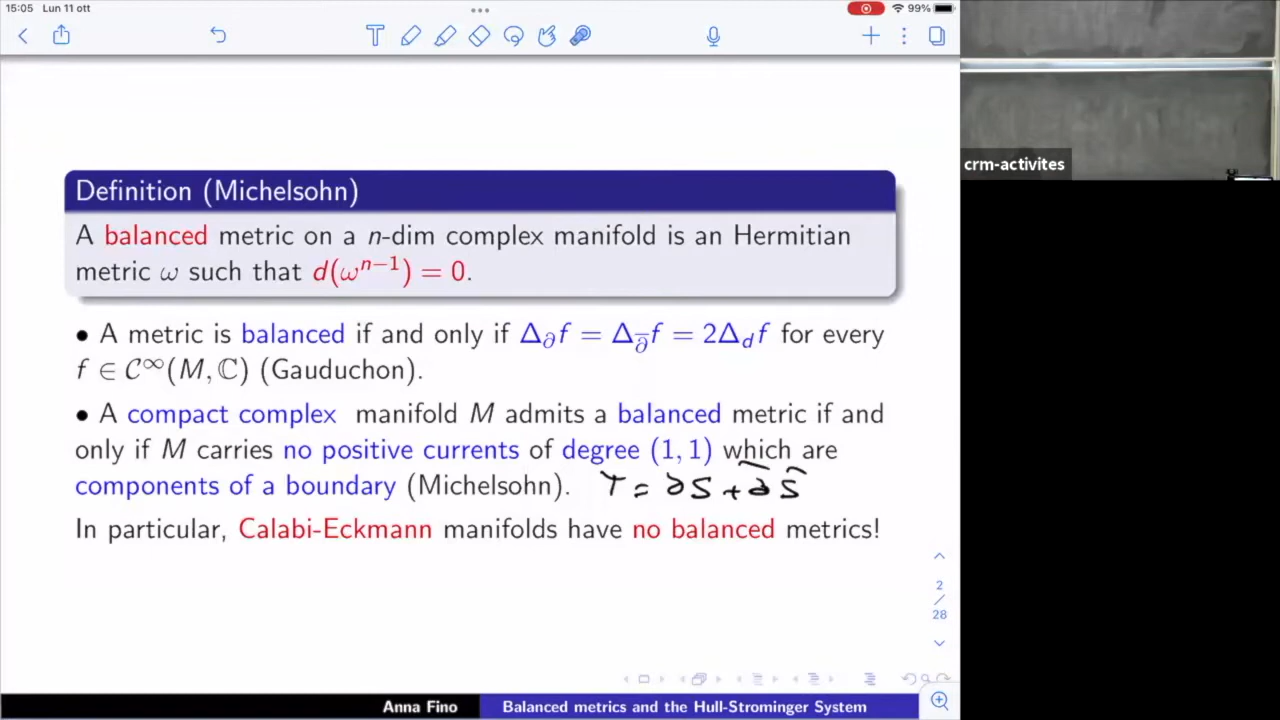 15:05 Lun 11 ott
99%
crm-activites
Definition (Michelsohn)
A balanced metric on a n-dim complex manifold is an Hermitian
metric ω such that d(ωⁿ⁻¹) = 0.
• A metric is balanced if and only if Δ_∂ f = Δ_∂̄ f = 2Δ_d f for every
f ∈ 𝒞^∞(M, ℂ) (Gauduchon).
• A compact complex manifold M admits a balanced metric if and
only if M carries no positive currents of degree (1, 1) which are
components of a boundary (Michelsohn). T = ∂S + ∂̄ S̄
In particular, Calabi-Eckmann manifolds have no balanced metrics!
2
/
28
Anna Fino Balanced metrics and the Hull-Strominger System